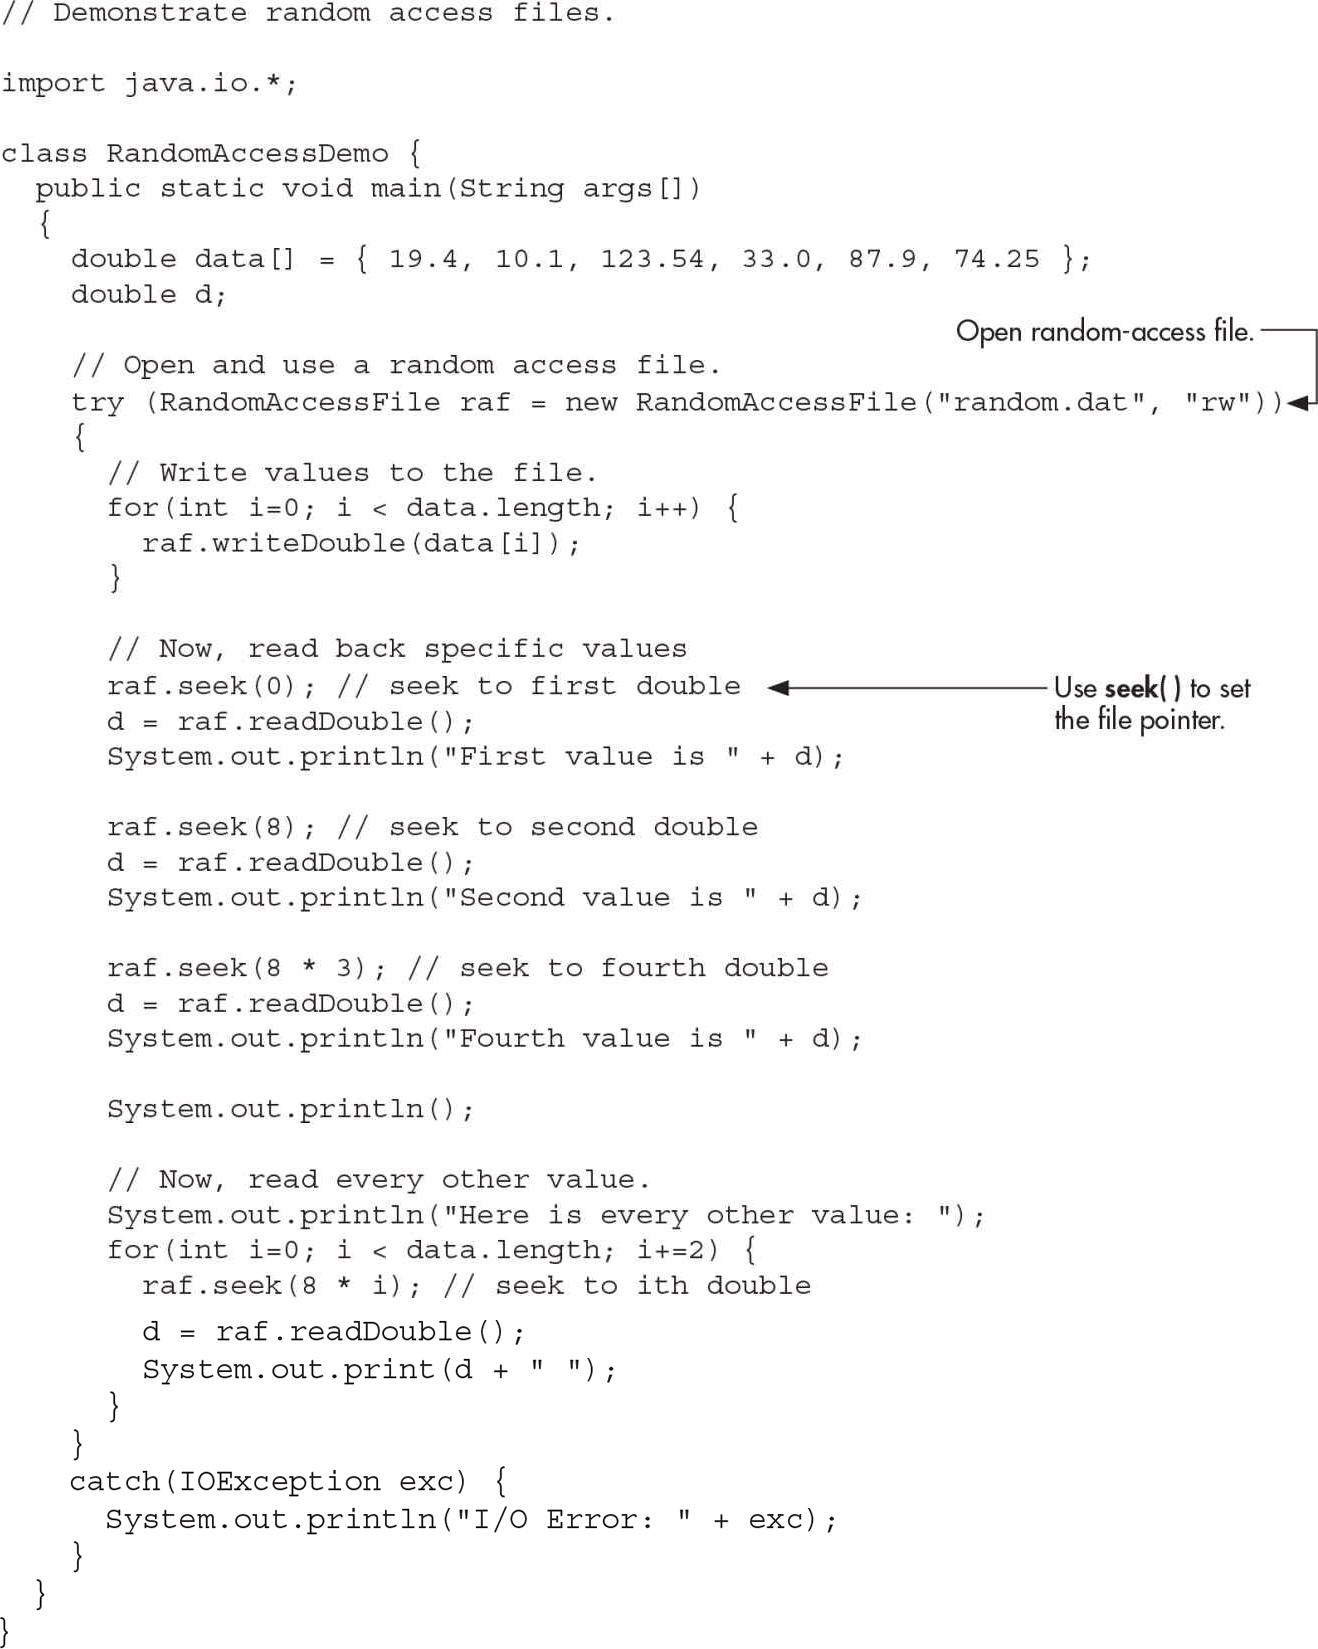 // Demonstrate random access files.

import java.io.*;

class RandomAccessDemo {
  public static void main(String args[])
  {
    double data[] = { 19.4, 10.1, 123.54, 33.0, 87.9, 74.25 };
    double d;

Open random-access file.
    // Open and use a random access file.
    try (RandomAccessFile raf = new RandomAccessFile("random.dat", "rw"))
    {
      // Write values to the file.
      for(int i=0; i < data.length; i++) {
        raf.writeDouble(data[i]);
      }

      // Now, read back specific values
      raf.seek(0); // seek to first double
Use seek( ) to set
the file pointer.
      d = raf.readDouble();
      System.out.println("First value is " + d);

      raf.seek(8); // seek to second double
      d = raf.readDouble();
      System.out.println("Second value is " + d);

      raf.seek(8 * 3); // seek to fourth double
      d = raf.readDouble();
      System.out.println("Fourth value is " + d);

      System.out.println();

      // Now, read every other value.
      System.out.println("Here is every other value: ");
      for(int i=0; i < data.length; i+=2) {
        raf.seek(8 * i); // seek to ith double
        d = raf.readDouble();
        System.out.print(d + " ");
      }
    }
    catch(IOException exc) {
      System.out.println("I/O Error: " + exc);
    }
  }
}